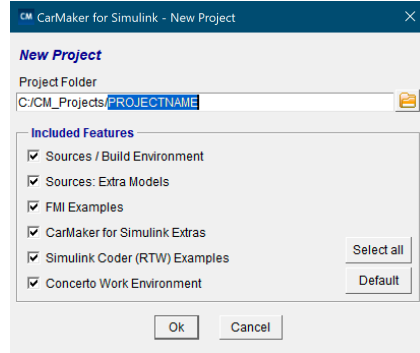 CM CarMaker for Simulink - New Project
New Project
Project Folder
C:/CM_Projects/PROJECTNAME
Included Features
Sources / Build Environment
Sources: Extra Models
FMI Examples
CarMaker for Simulink Extras
Simulink Coder (RTW) Examples
Concerto Work Environment
Select all
Default
Ok
Cancel